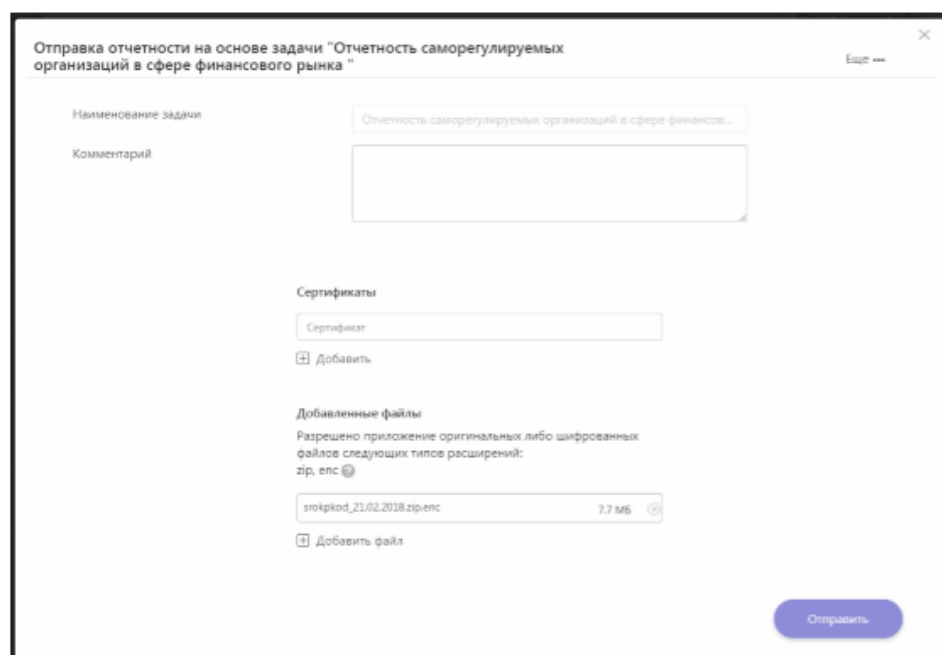 Отправка отчетности на основе задачи "Отчетность саморегулируемых
организаций в сфере финансового рынка "
Еще •••
Наименование задачи
Отчетность саморегулируемых организаций в сфере финансов...
Комментарий
Сертификаты
Сертификат
Добавить
Добавленные файлы
Разрешено приложение оригинальных либо шифрованных
файлов следующих типов расширений:
zip, enc ?
srokpkod_21.02.2018.zip.enc 7.7 МБ
Добавить файл
Отправить